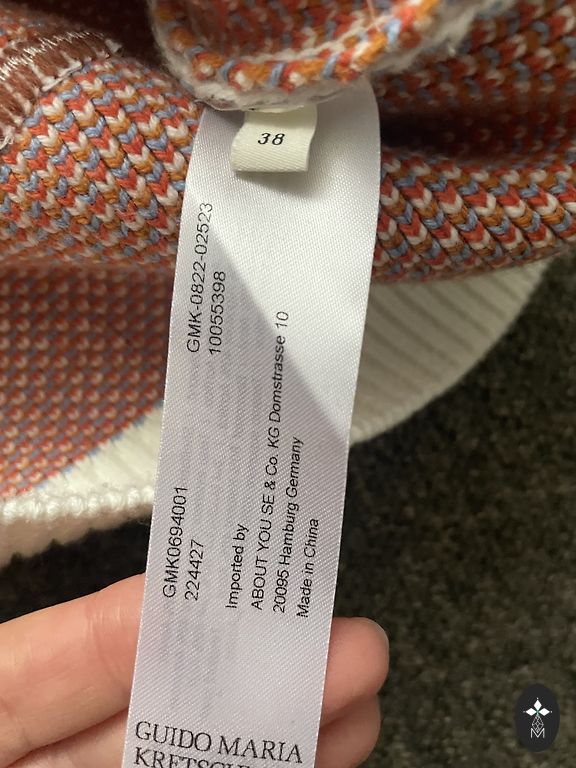 38
GMK-0822-02523
10055398
GMK0694001
224427
Imported by
ABOUT YOU SE & Co. KG Domstrasse 10
20095 Hamburg Germany
Made in China
GUIDO MARIA